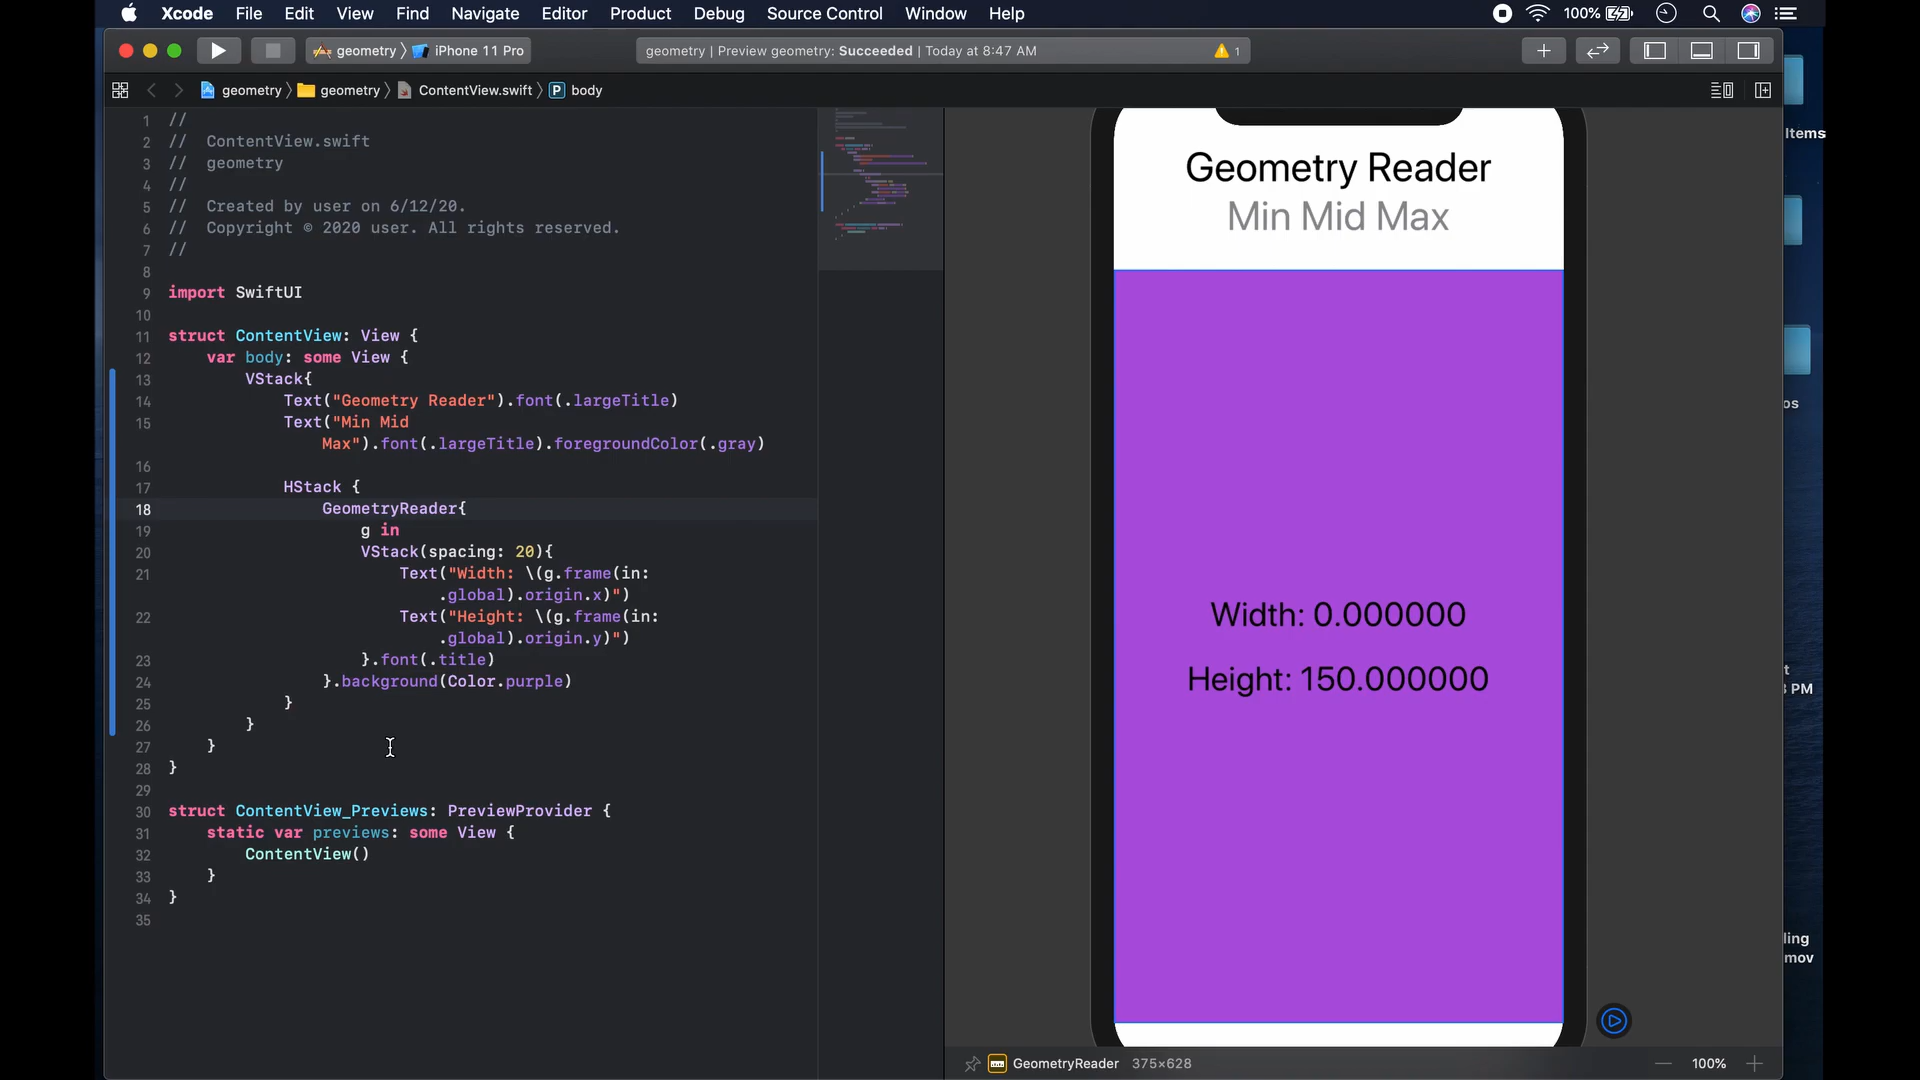 Xcode File Edit View Find Navigate Editor Product Debug Source Control Window Help 100%
geometry 〉 iPhone 11 Pro
geometry | Preview geometry: Succeeded | Today at 8:47 AM 1
geometry 〉 geometry 〉 ContentView.swift 〉 P body
1 //
2 // ContentView.swift
3 // geometry
4 //
5 // Created by user on 6/12/20.
6 // Copyright © 2020 user. All rights reserved.
7 //
8
9 import SwiftUI
10
11 struct ContentView: View {
12 var body: some View {
13 VStack{
14 Text("Geometry Reader").font(.largeTitle)
15 Text("Min Mid
Max").font(.largeTitle).foregroundColor(.gray)
16
17 HStack {
18 GeometryReader{
19 g in
20 VStack(spacing: 20){
21 Text("Width: \(g.frame(in:
.global).origin.x)")
22 Text("Height: \(g.frame(in:
.global).origin.y)")
23 }.font(.title)
24 }.background(Color.purple)
25 }
26 }
27 }
28 }
29
30 struct ContentView_Previews: PreviewProvider {
31 static var previews: some View {
32 ContentView()
33 }
34 }
35
Geometry Reader
Min Mid Max
Width: 0.000000
Height: 150.000000
GeometryReader 375×628
100%
Items
os
t
PM
ling
mov